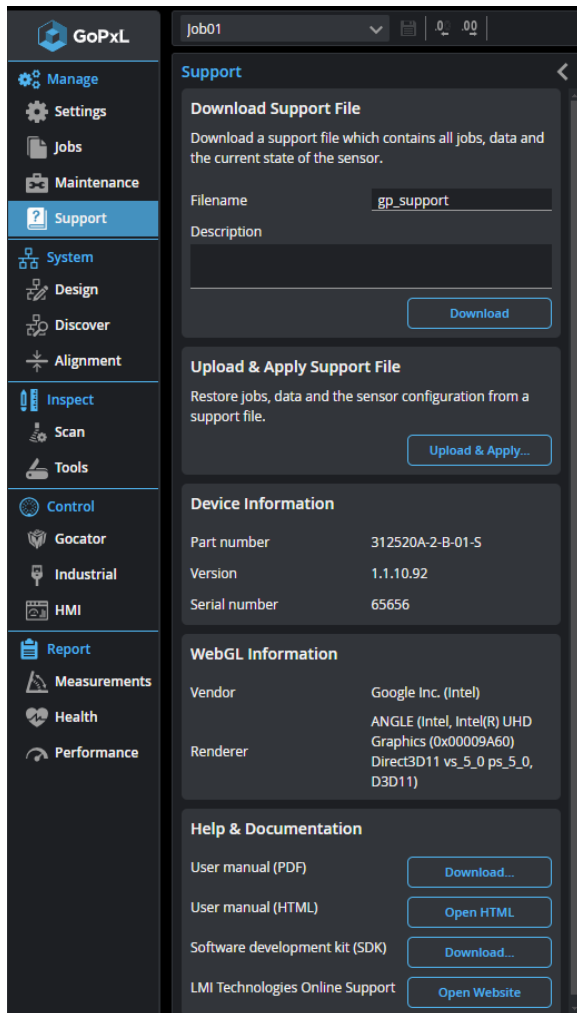 GoPxL
Manage
Settings
Jobs
Maintenance
Support
System
Design
Discover
Alignment
Inspect
Scan
Tools
Control
Gocator
Industrial
HMI
Report
Measurements
Health
Performance
Job01
.0 .00
Support
Download Support File
Download a support file which contains all jobs, data and
the current state of the sensor.
Filename gp_support
Description
Download
Upload & Apply Support File
Restore jobs, data and the sensor configuration from a
support file.
Upload & Apply...
Device Information
Part number 312520A-2-B-01-S
Version 1.1.10.92
Serial number 65656
WebGL Information
Vendor Google Inc. (Intel)
Renderer ANGLE (Intel, Intel(R) UHD
Graphics (0x00009A60)
Direct3D11 vs_5_0 ps_5_0,
D3D11)
Help & Documentation
User manual (PDF) Download...
User manual (HTML) Open HTML
Software development kit (SDK) Download...
LMI Technologies Online Support Open Website